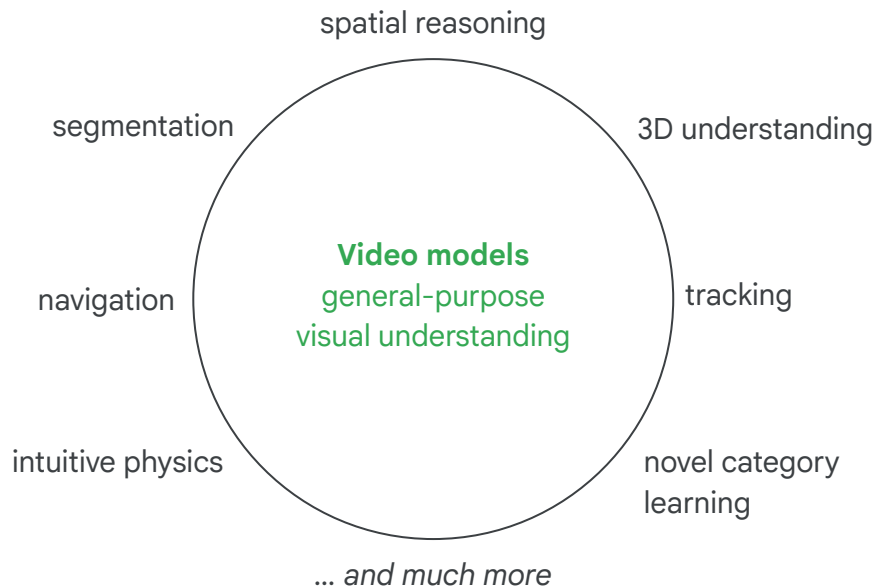 spatial reasoning
segmentation
3D understanding
Video models
general-purpose
visual understanding
navigation
tracking
intuitive physics
novel category
learning
... and much more